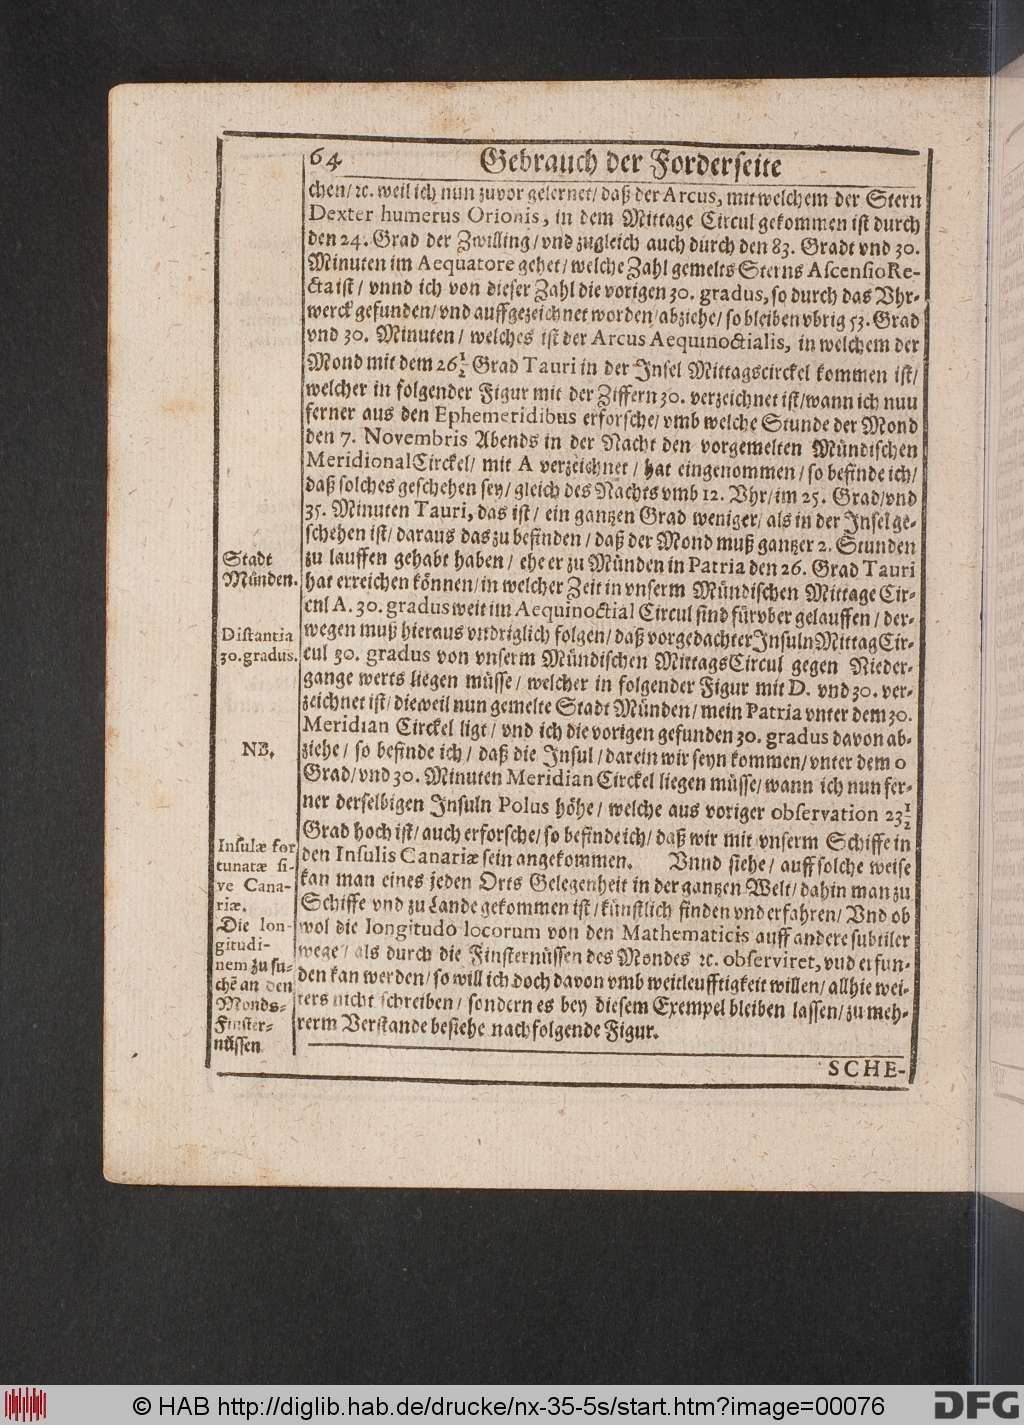 64
Gebrauch der Forderseite
chen/ ꝛc. weil ich nun zuvor gelernet/ daß der Arcus, mit welchem der Stern
Dexter humerus Orionis, in dem Mittage Circul gekommen ist durch
den 24. Grad der Zwilling/ vnd zugleich auch durch den 83. Gradt vnd 30.
Minuten im Aequatore gehet/ welche Zahl gemelts Sterns Ascensio Re-
cta ist/ vnnd ich von dieser Zahl die vorigen 30. gradus, so durch das Vhr-
werck gefunden/ vnd auffgezeichnet worden/ abziehe/ so bleiben vbrig 53. Grad
vnd 30. Minuten/ welches ist der Arcus Aequinoctialis, in welchem der
Mond mit dem 26½ Grad Tauri in der Insel Mittagscirckel kommen ist/
welcher in folgender Figur mit der Ziffern 30. verzeichnet ist/ wann ich nuu
ferner aus den Ephemeridibus erforsche/ vmb welche Stunde der Mond
den 7. Novembris Abends in der Nacht den vorgemelten Mündischen
Meridional Circkel/ mit A verzeichnet/ hat eingenommen/ so befinde ich/
daß solches geschehen sey/ gleich des Nachts vmb 12. Vhr/ im 25. Grad/ vnd
35. Minuten Tauri, das ist/ ein gantzen Grad weniger/ als in der Insel ge-
schehen ist/ daraus das zu befinden/ daß der Mond muß gantzer 2. Stunden
zu lauffen gehabt haben/ ehe er zu Münden in Patria den 26. Grad Tauri
hat erreichen können/ in welcher Zeit in vnserm Mündischen Mittage Cir-
cnl A. 30. gradus weit im Aequinoctial Circul sind fürvber gelauffen/ der-
wegen muß hieraus vndriglich folgen/ daß vorgedachter Insuln Mittag Cir-
cul 30. gradus von vnserm Mündischen Mittags Circul gegen Nieder-
gange werts liegen müsse/ welcher in folgender Figur mit D. vnd 30. ver-
zeichnet ist/ dieweil nun gemelte Stadt Münden/ mein Patria vnter dem 30.
Meridian Circkel ligt/ vnd ich die vorigen gefunden 30. gradus davon ab-
ziehe/ so befinde ich/ daß die Insul/ darein wir seyn kommen/ vnter dem 0
Grad/ vnd 30. Minuten Meridian Circkel liegen müsse/ wann ich nun fer-
ner derselbigen Insuln Polus höhe/ welche aus voriger observation 23½
Grad hoch ist/ auch erforsche/ so befinde ich/ daß wir mit vnserm Schiffe in
den Insulis Canariæ sein angekommen. Vnnd siehe/ auff solche weise
kan man eines jeden Orts Gelegenheit in der gantzen Welt/ dahin man zu
Schiffe vnd zu Lande gekommen ist/ künstlich finden vnd erfahren/ Vnd ob
wol die longitudo locorum von den Mathematicis auff andere subtiler
wege/ als durch die Finsternüssen des Mondes ꝛc. observiret, vud erfun-
den kan werden/ so will ich doch davon vmb weitleufftigkeit willen/ allhie wei-
ters nicht schreiben/ sondern es bey diesem Exempel bleiben lassen/ zu meh-
rerm Verstande besiehe nachfolgende Figur.
SCHE-
Stadt
Münden.
Distantia
30. gradus.
NB.
Insulæ for
tunatæ si-
ve Cana-
riæ.
Die lon-
gitudi-
nem zu su-
chẽ an den
Monds-
Finster-
nüssen
© HAB http://diglib.hab.de/drucke/nx-35-5s/start.htm?image=00076
DFG